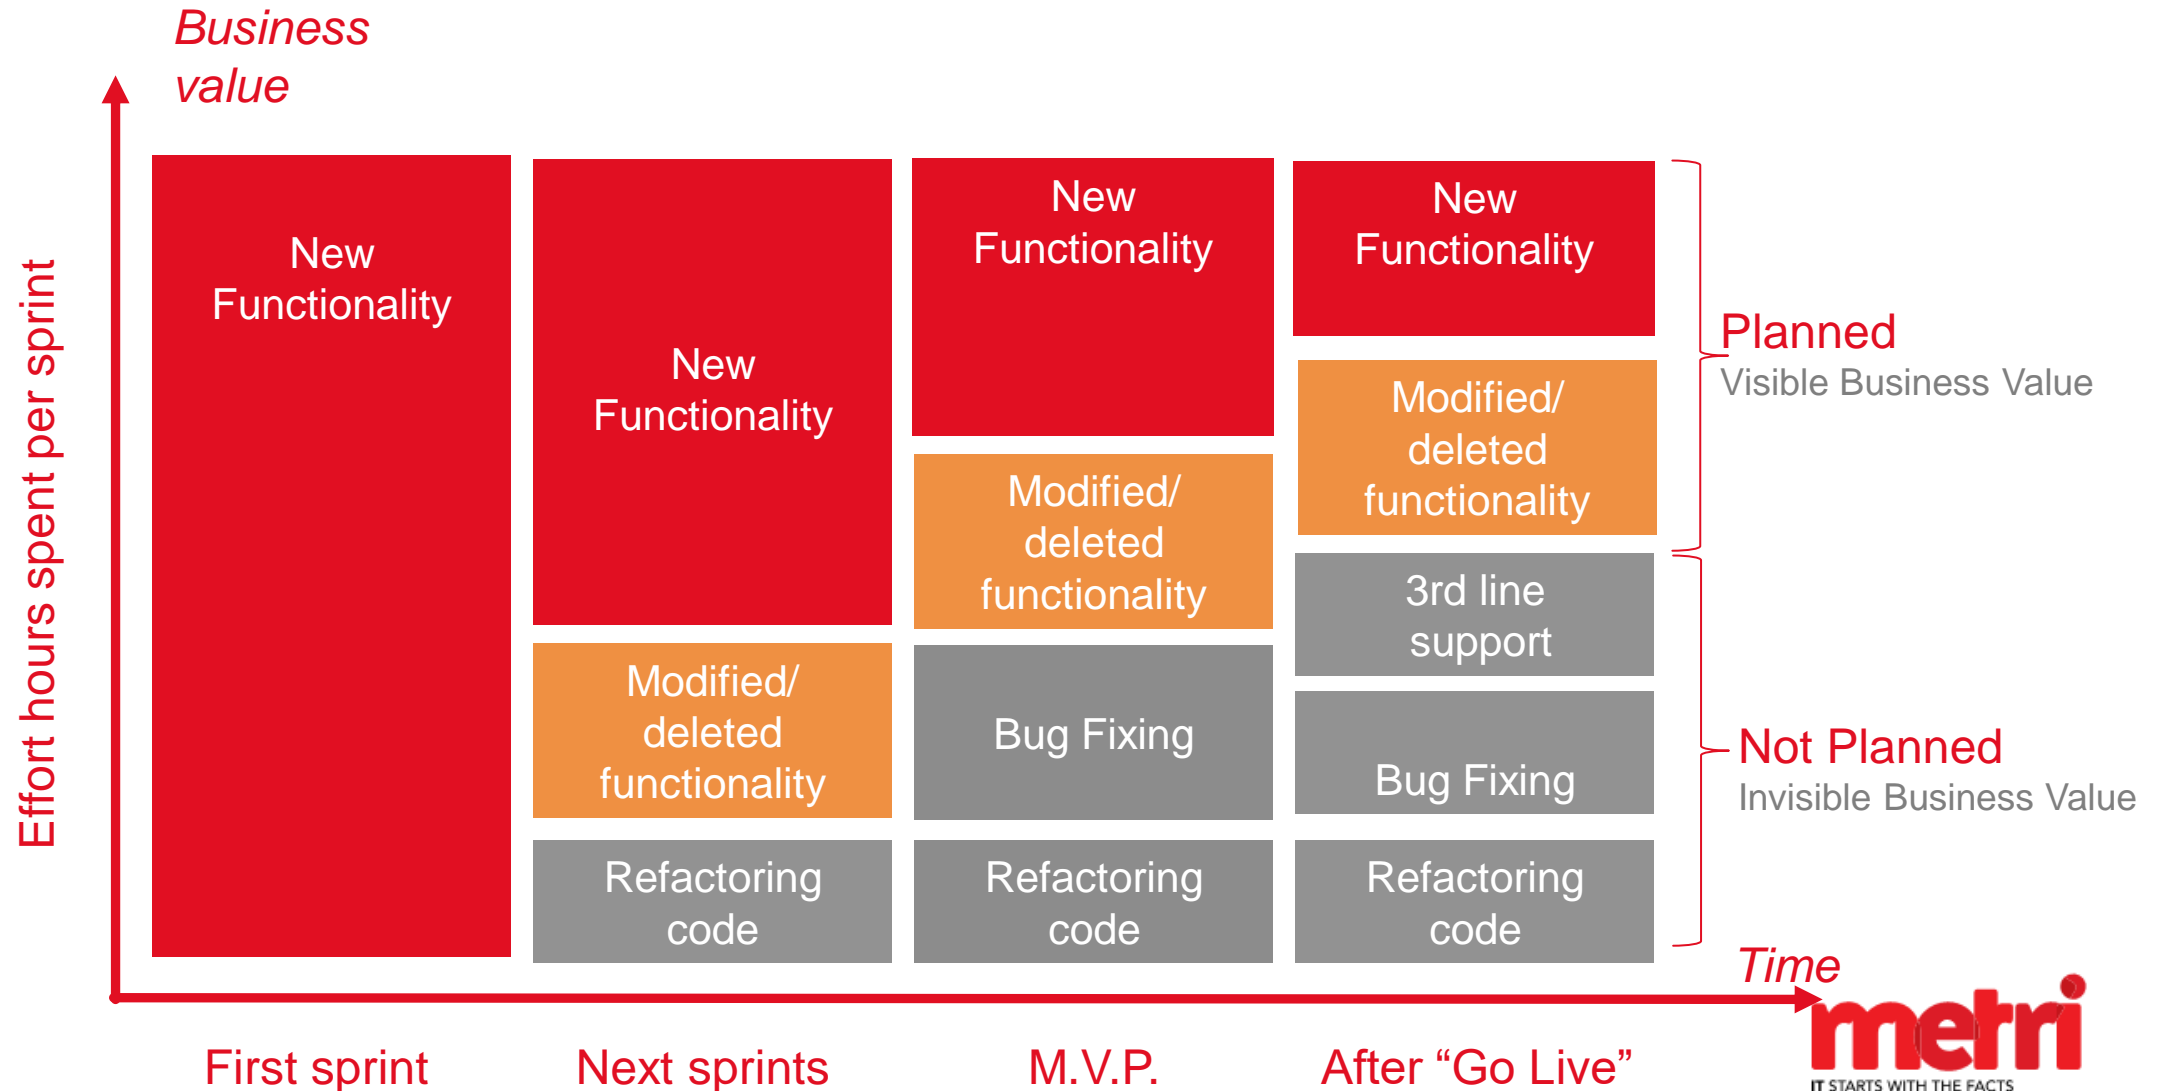 Business
value
Effort hours spent per sprint
New
Functionality
New
Functionality
Modified/
deleted
functionality
Refactoring
code
New
Functionality
Modified/
deleted
functionality
Bug Fixing
Refactoring
code
New
Functionality
Modified/
deleted
functionality
3rd line
support
Bug Fixing
Refactoring
code
Planned
Visible Business Value
Not Planned
Invisible Business Value
Time
First sprint
Next sprints
M.V.P.
After “Go Live”
metri
IT STARTS WITH THE FACTS